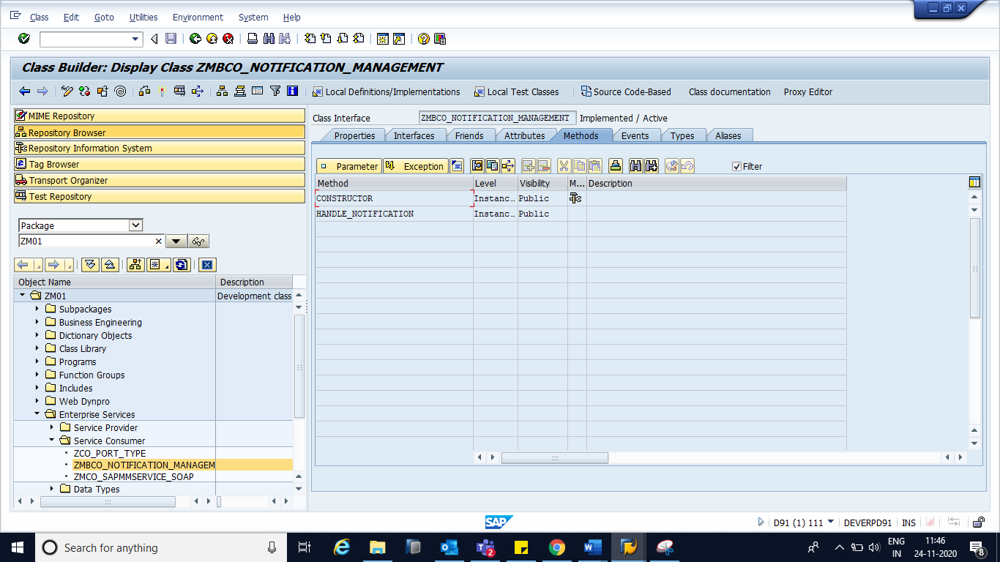 Class Edit Goto Utilities Environment System Help
Class Builder: Display Class ZMBCO_NOTIFICATION_MANAGEMENT
Local Definitions/Implementations Local Test Classes Source Code-Based Class documentation Proxy Editor
MIME Repository
Repository Browser
Repository Information System
Tag Browser
Transport Organizer
Test Repository
Package
ZM01
Object Name Description
ZM01 Development class
Subpackages
Business Engineering
Dictionary Objects
Class Library
Programs
Function Groups
Includes
Web Dynpro
Enterprise Services
Service Provider
Service Consumer
ZCO_PORT_TYPE
ZMBCO_NOTIFICATION_MANAGEM
ZMCO_SAPMMSERVICE_SOAP
Data Types
Class Interface ZMBCO_NOTIFICATION_MANAGEMENT Implemented / Active
Properties Interfaces Friends Attributes Methods Events Types Aliases
Parameter Exception Filter
Method Level Visibility M... Description
CONSTRUCTOR Instanc… Public
HANDLE_NOTIFICATION Instanc… Public
SAP
D91 (1) 111 DEVERPD91 INS
Search for anything
2
ENG
IN
11:46
24-11-2020
8